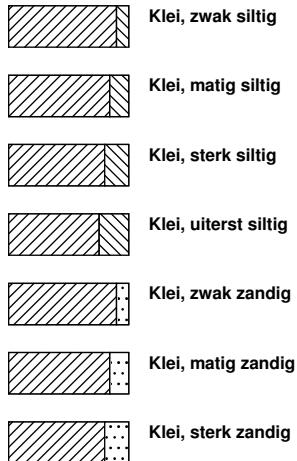 Klei, zwak siltig
Klei, matig siltig
Klei, sterk siltig
Klei, uiterst siltig
Klei, zwak zandig
Klei, matig zandig
Klei, sterk zandig